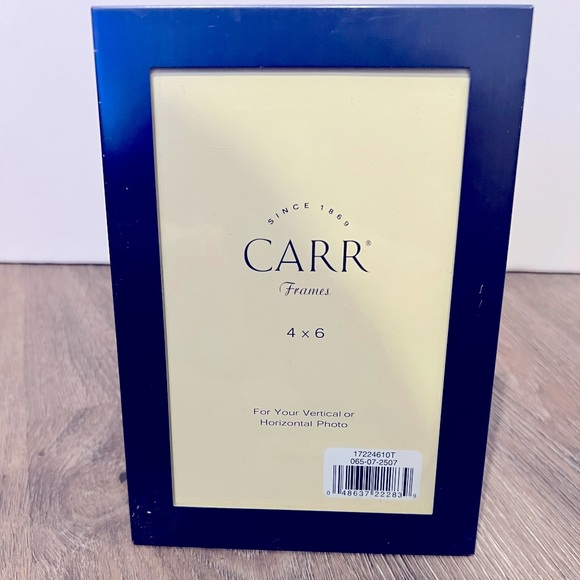 SINCE 1869
CARR®
Frames
4 x 6
For Your Vertical or
Horizontal Photo
17224610T
065-07-2507
0 48637 22283 9